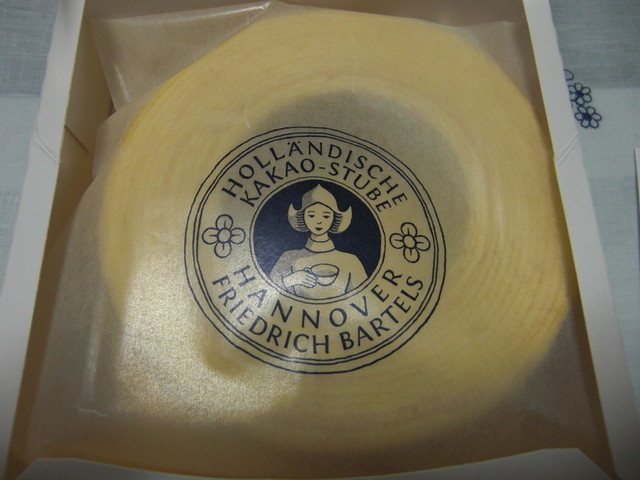 HOLLÄNDISCHE
KAKAO-STUBE
HANNOVER
FRIEDRICH BARTELS